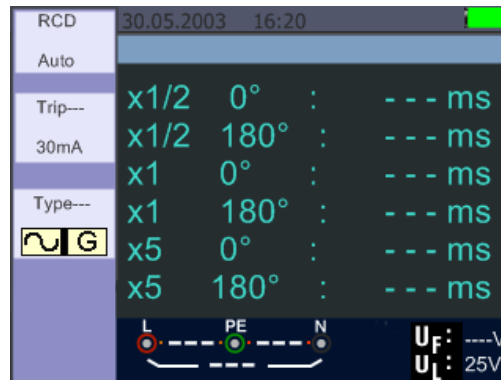 RCD
Auto
Trip---
30mA
Type---
G
30.05.2003 16:20
x1/2 0° : - - - ms
x1/2 180° : - - - ms
x1 0° : - - - ms
x1 180° : - - - ms
x5 0° : - - - ms
x5 180° : - - - ms
L PE N
--- ---
---
UF: ----V
UL: 25V